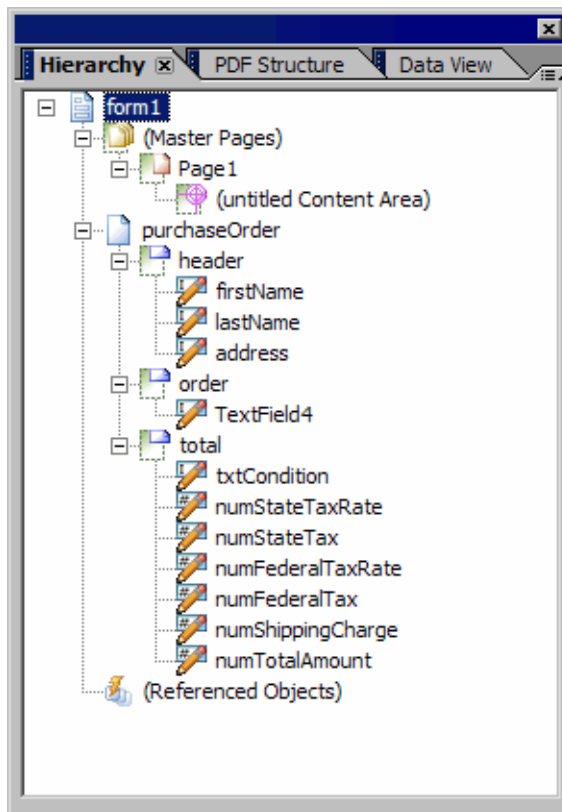 Hierarchy PDF Structure Data View
form1
(Master Pages)
Page1
(untitled Content Area)
purchaseOrder
header
firstName
lastName
address
order
TextField4
total
txtCondition
numStateTaxRate
numStateTax
numFederalTaxRate
numFederalTax
numShippingCharge
numTotalAmount
(Referenced Objects)